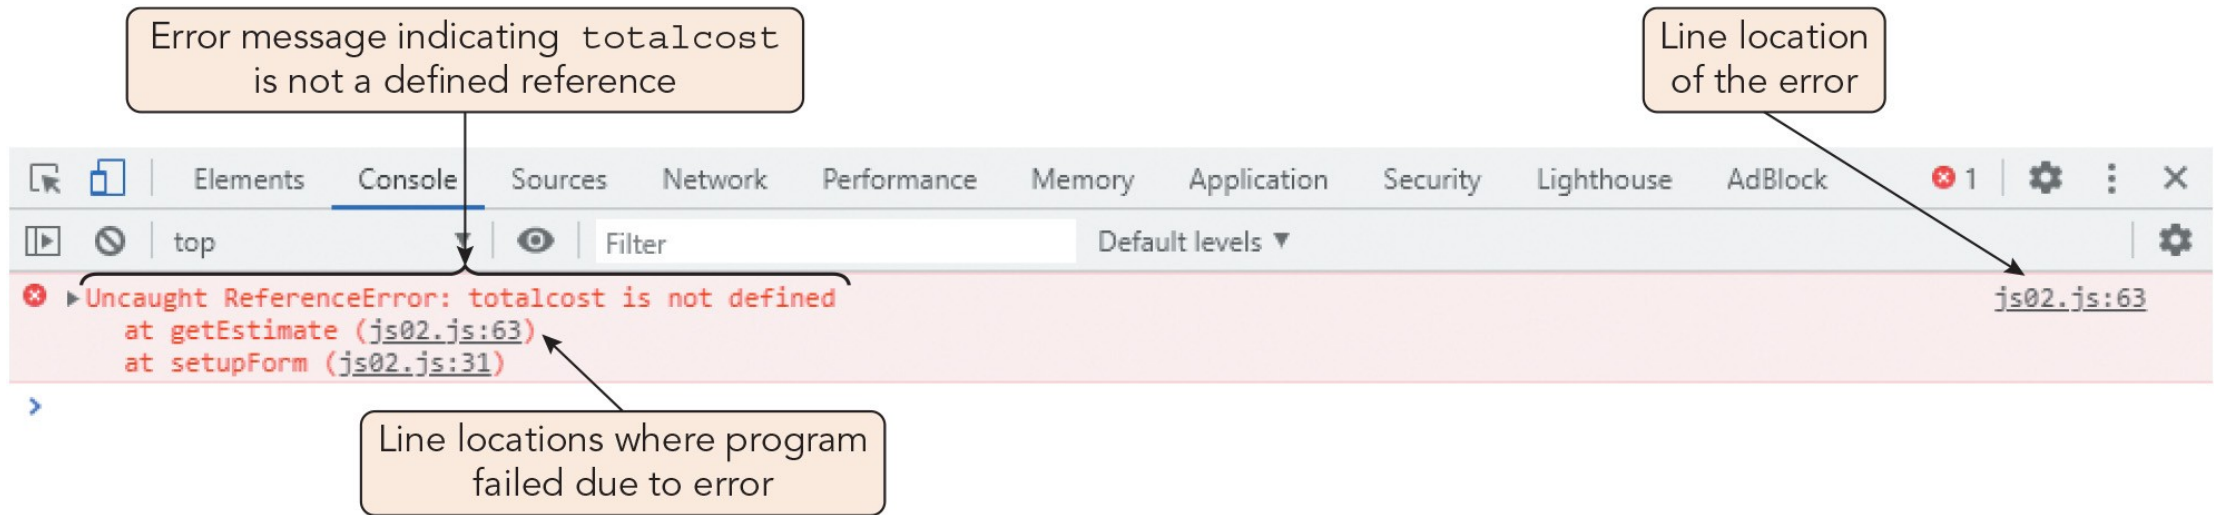 Error message indicating totalcost
is not a defined reference
Line location
of the error
Elements Console Sources Network Performance Memory Application Security Lighthouse AdBlock 1
top Filter Default levels
Uncaught ReferenceError: totalcost is not defined js02.js:63
at getEstimate (js02.js:63)
at setupForm (js02.js:31)
Line locations where program
failed due to error